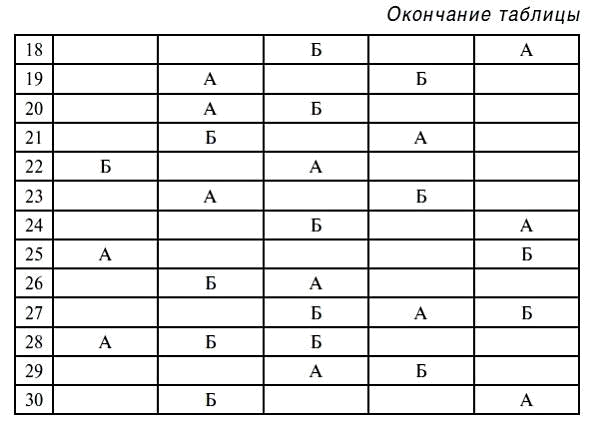 Окончание таблицы
18 Б А
19 А Б
20 А Б
21 Б А
22 Б А
23 А Б
24 Б А
25 А Б
26 Б А
27 Б А Б
28 А Б Б
29 А Б
30 Б А